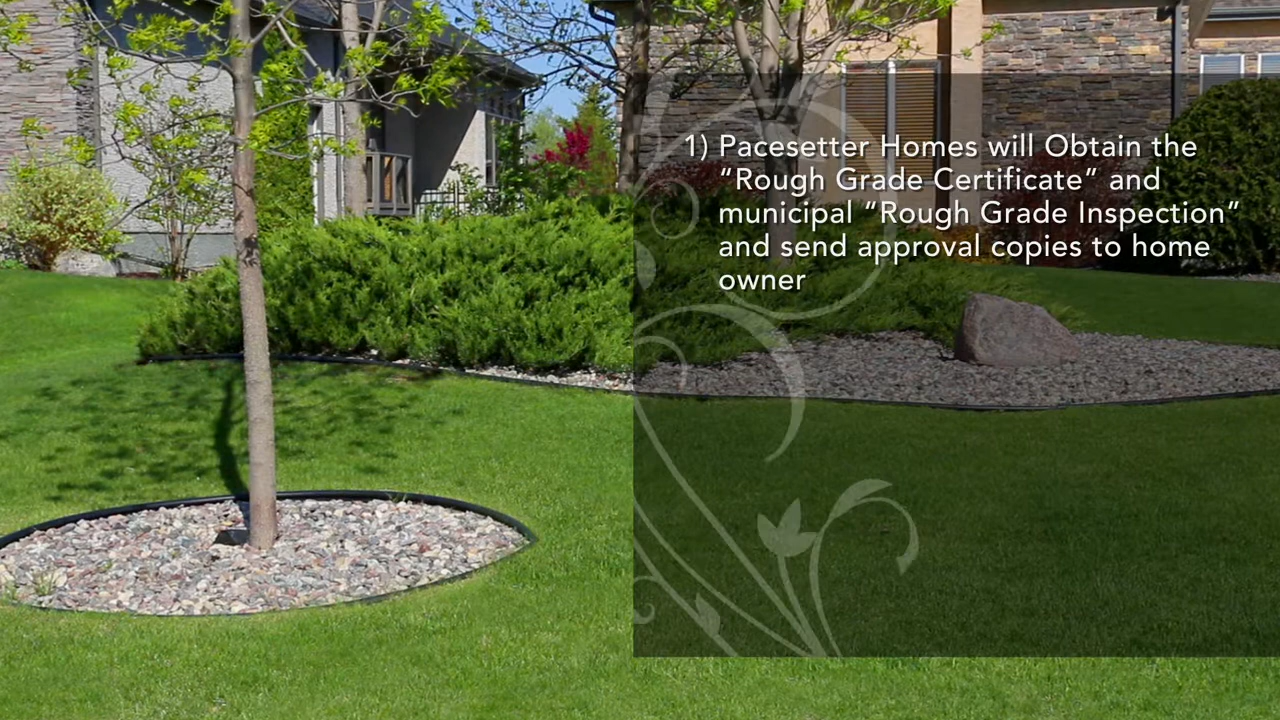 1) Pacesetter Homes will Obtain the
“Rough Grade Certificate” and
municipal “Rough Grade Inspection”
and send approval copies to home
owner